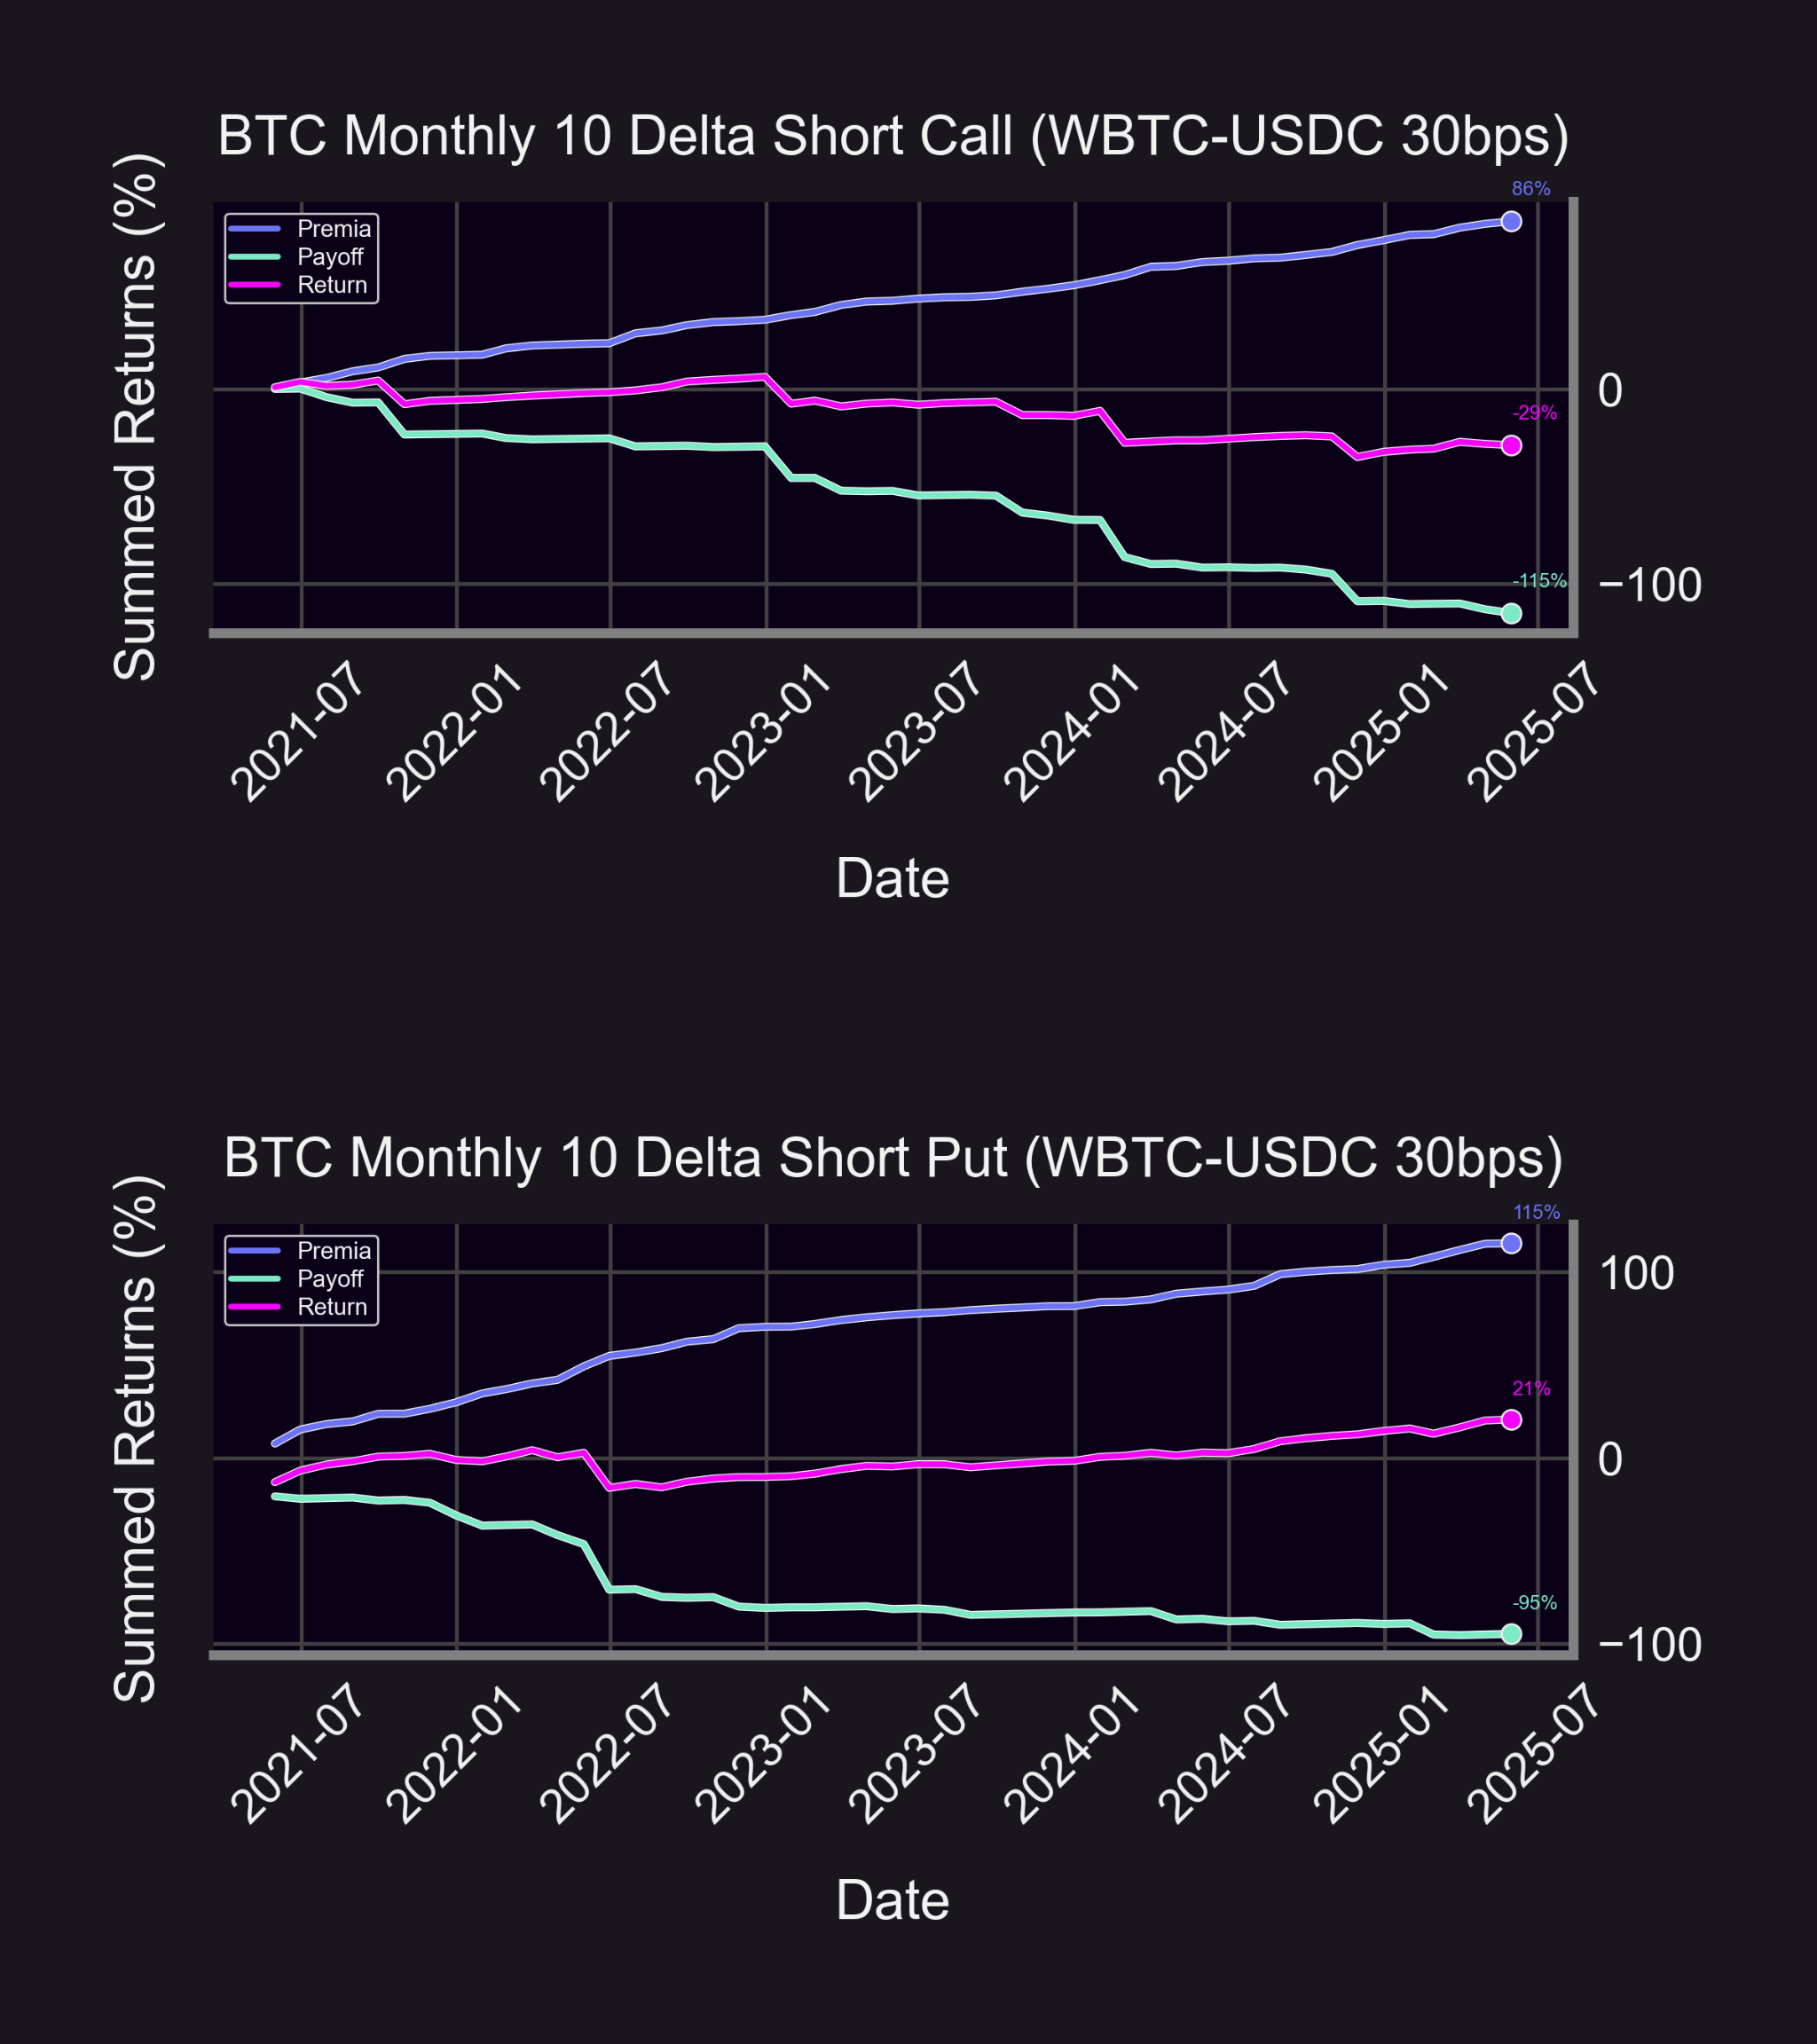 BTC Monthly 10 Delta Short Call (WBTC-USDC 30bps)
Summed Returns (%)
Premia
Payoff
Return
86%
-29%
-115%
0
−100
2021-07
2022-01
2022-07
2023-01
2023-07
2024-01
2024-07
2025-01
2025-07
Date
BTC Monthly 10 Delta Short Put (WBTC-USDC 30bps)
Summed Returns (%)
Premia
Payoff
Return
115%
21%
-95%
100
0
−100
2021-07
2022-01
2022-07
2023-01
2023-07
2024-01
2024-07
2025-01
2025-07
Date